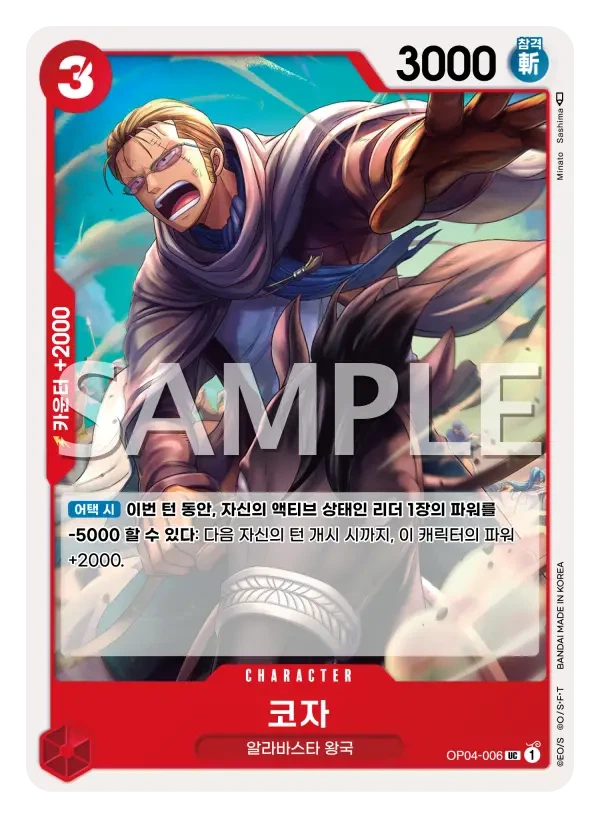 3
3000
참격
斬
Minato Sashima
카운터 +2000
SAMPLE
어택 시 이번 턴 동안, 자신의 액티브 상태인 리더 1장의 파워를
-5000 할 수 있다: 다음 자신의 턴 개시 시까지, 이 캐릭터의 파워
+2000.
CHARACTER
코자
알라바스타 왕국
OP04-006 UC 1
©E.O/S ©O/S･F･T BANDAI MADE IN KOREA